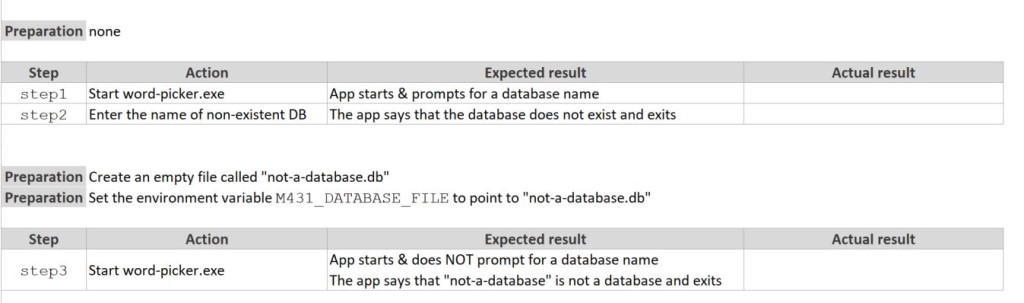 Preparation none
Step Action Expected result Actual result
step1 Start word-picker.exe App starts & prompts for a database name
step2 Enter the name of non-existent DB The app says that the database does not exist and exits
Preparation Create an empty file called "not-a-database.db"
Preparation Set the environment variable M431_DATABASE_FILE to point to "not-a-database.db"
Step Action Expected result Actual result
step3 Start word-picker.exe App starts & does NOT prompt for a database name
The app says that "not-a-database" is not a database and exits